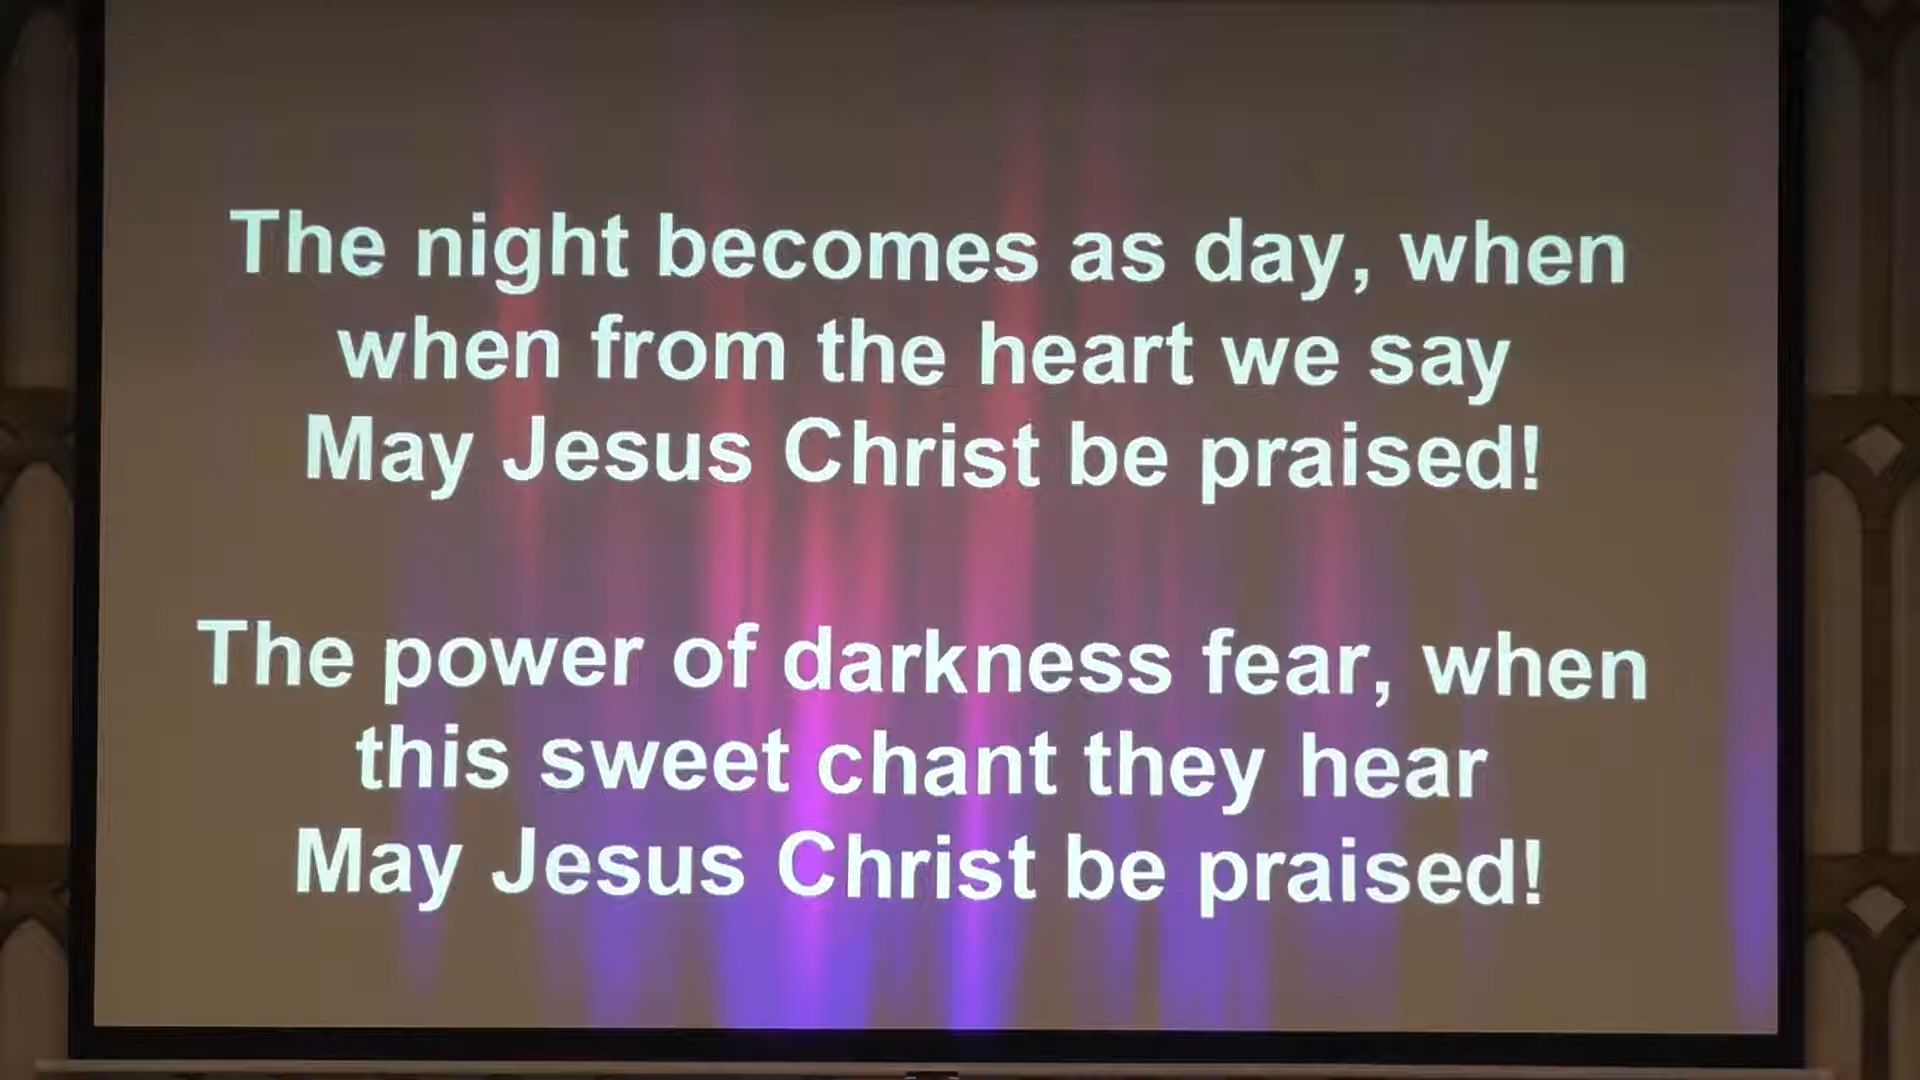 The night becomes as day, when
when from the heart we say
May Jesus Christ be praised!
The power of darkness fear, when
this sweet chant they hear
May Jesus Christ be praised!